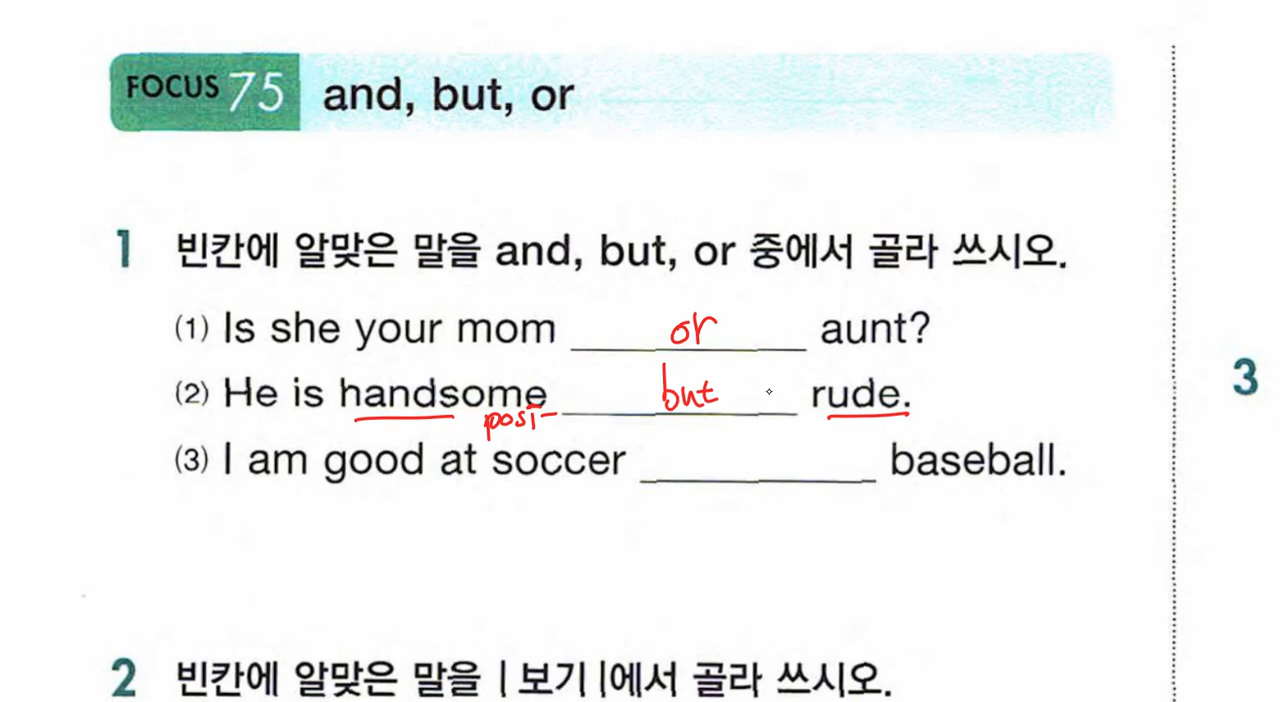 FOCUS 75 and, but, or
1 빈칸에 알맞은 말을 and, but, or 중에서 골라 쓰시오.
(1) Is she your mom or aunt?
(2) He is handsome but rude.
posi-
(3) I am good at soccer ____ baseball.
2 빈칸에 알맞은 말을 |보기|에서 골라 쓰시오.
3